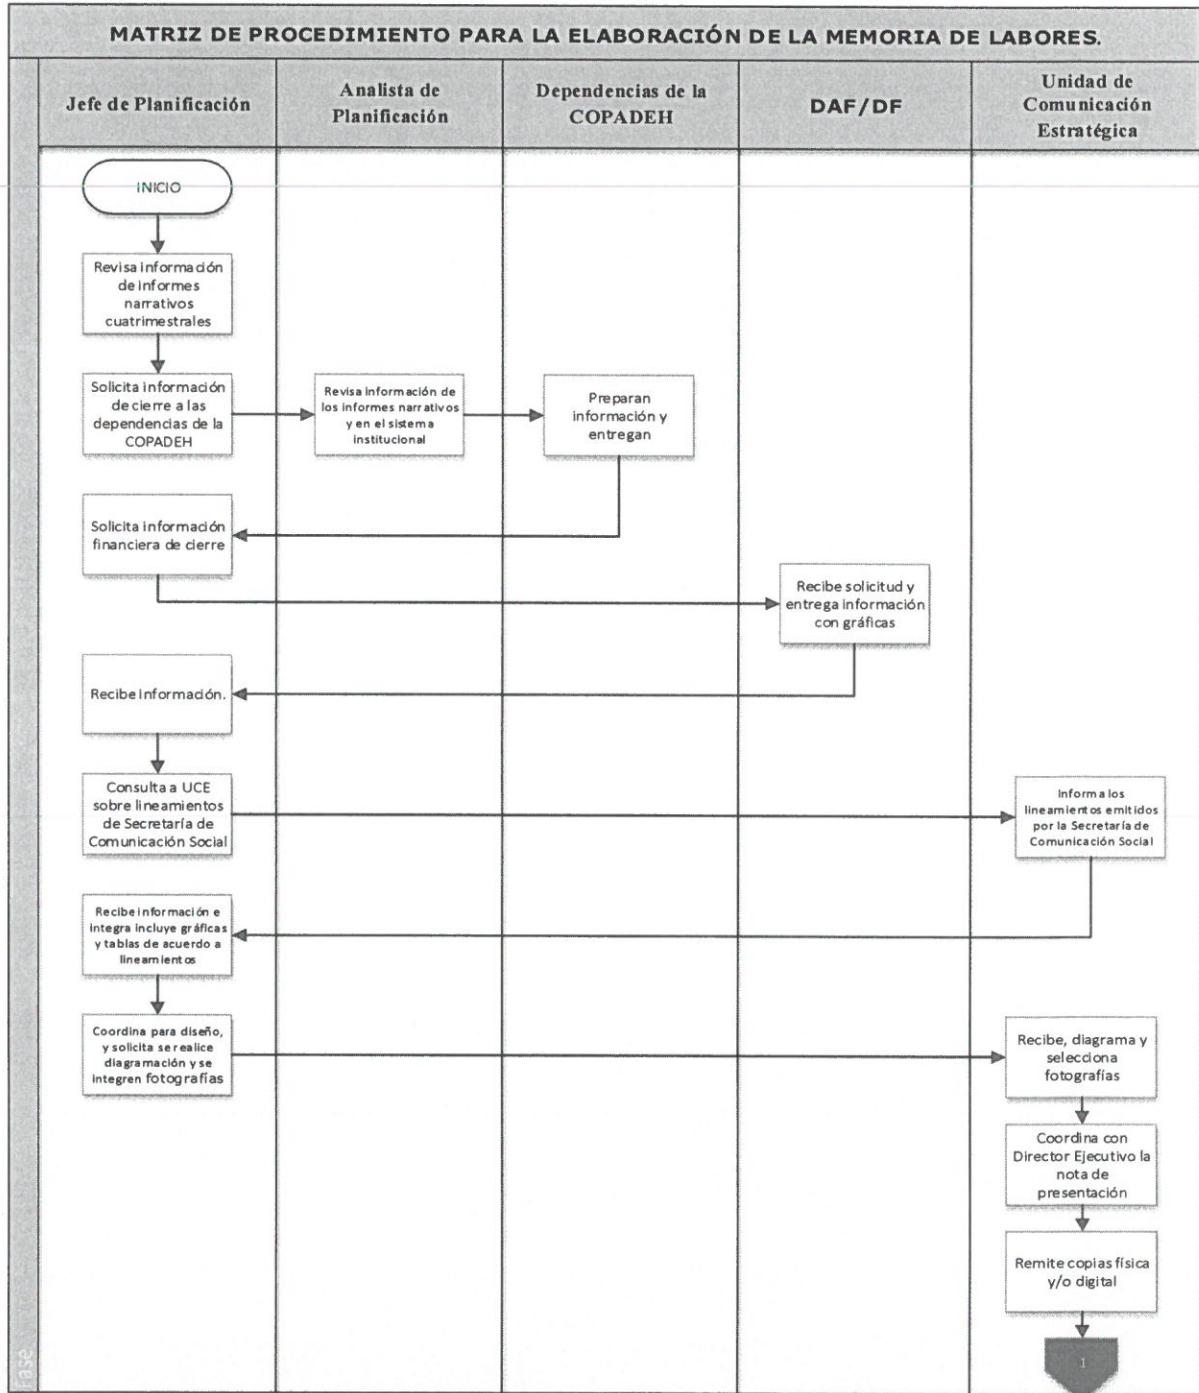 MATRIZ DE PROCEDIMIENTO PARA LA ELABORACIÓN DE LA MEMORIA DE LABORES.
Jefe de Planificación
Analista de
Planificación
Dependencias de la
COPADEH
DAF/DF
Unidad de
Comunicación
Estratégica
INICIO
Revisa información
de informes
narrativos
cuatrimestrales
Solicita información
de cierre a las
dependencias de la
COPADEH
Revisa información de
los informes narrativos
y en el sistema
institucional
Preparan
información y
entregan
Solicita información
financiera de cierre
Recibe solicitud y
entrega información
con gráficas
Recibe información.
Consulta a UCE
sobre lineamientos
de Secretaría de
Comunicación Social
Informa los
lineamientos emitidos
por la Secretaría de
Comunicación Social
Recibe información e
integra incluye gráficas
y tablas de acuerdo a
lineamientos
Coordina para diseño,
y solicita se realice
diagramación y se
integren fotografías
Recibe, diagrama y
selecciona
fotografías
Coordina con
Director Ejecutivo la
nota de
presentación
Remite copias física
y/o digital
1
Fase